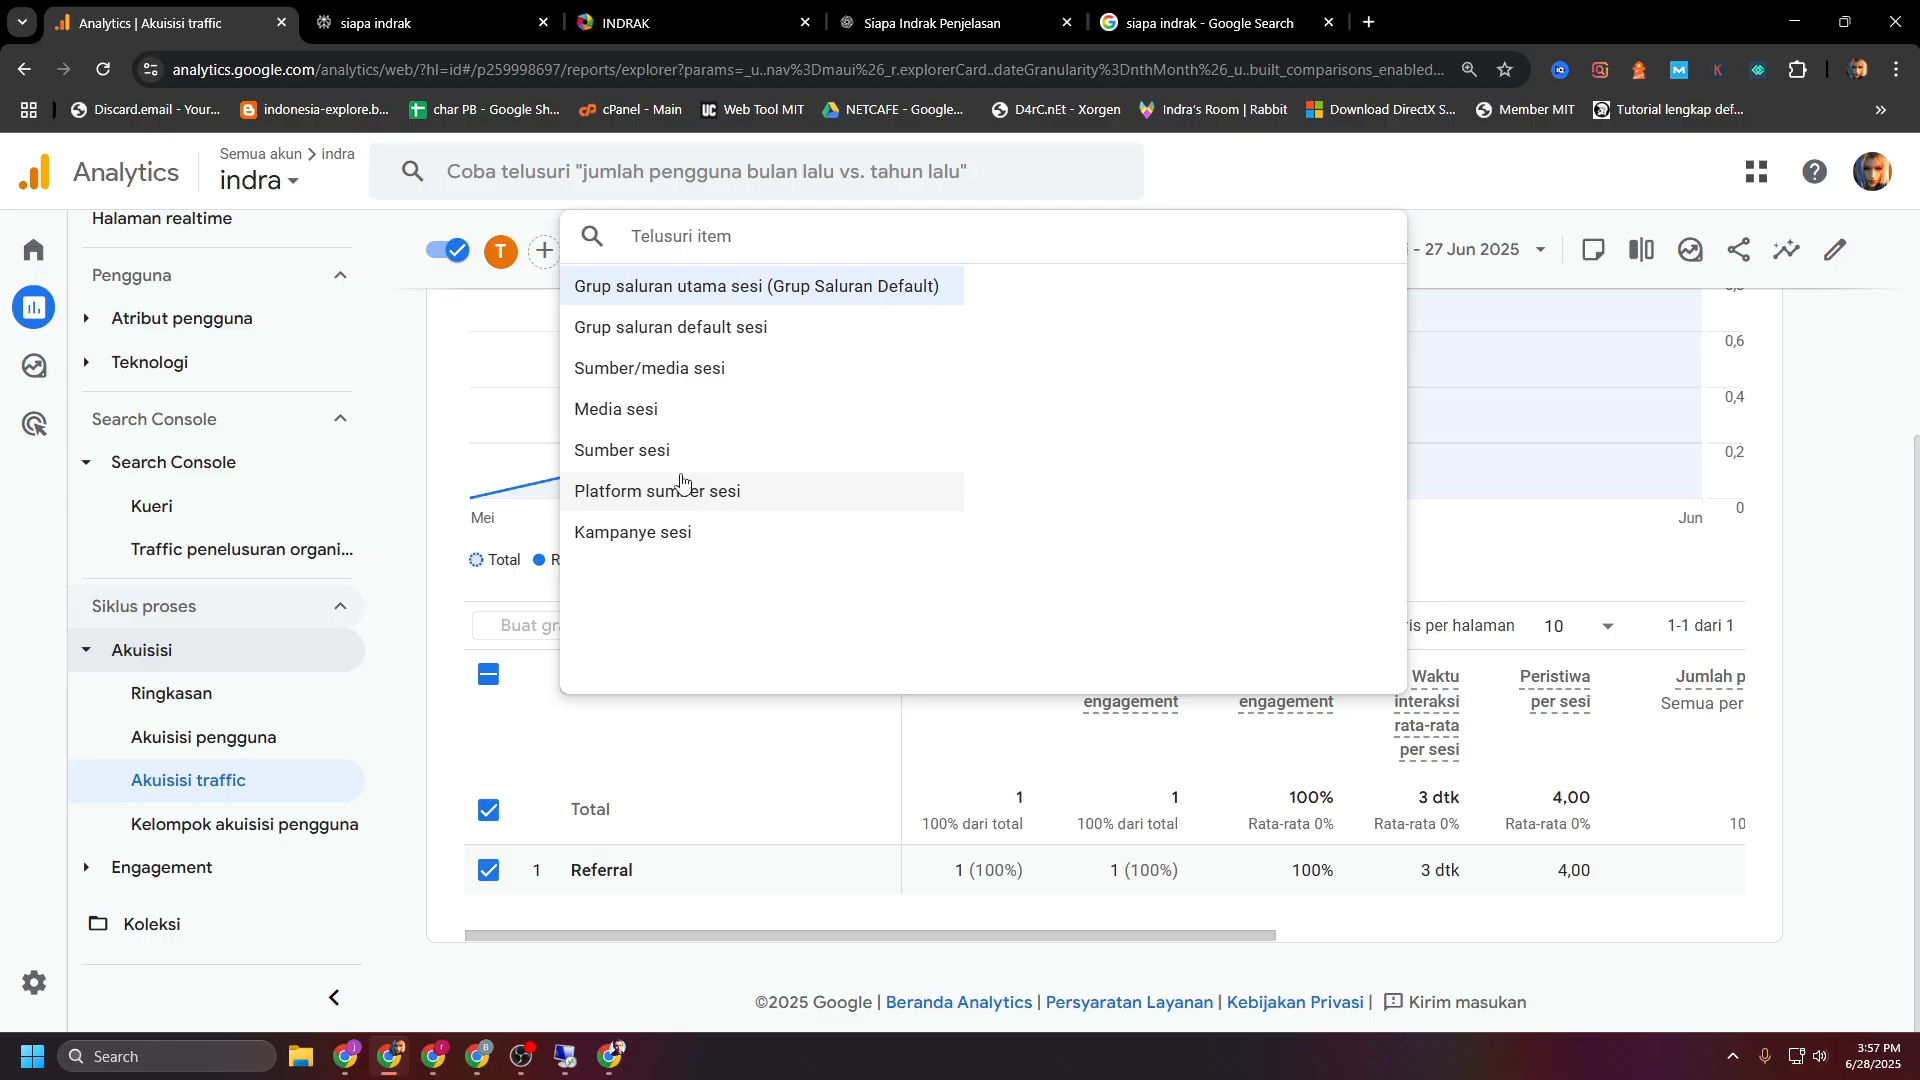 Analytics | Akuisisi traffic
siapa indrak
INDRAK
Siapa Indrak Penjelasan
siapa indrak - Google Search
analytics.google.com/analytics/web/?hl=id#/p259998697/reports/explorer?params=_u..nav%3Dmaui%26_r.explorerCard..dateGranularity%3DnthMonth%26_u..built_comparisons_enabled...
Discard.email - Your...
indonesia-explore.b...
char PB - Google Sh...
cPanel - Main
Web Tool MIT
NETCAFE - Google...
D4rC.nEt - Xorgen
Indra's Room | Rabbit
Download DirectX S...
Member MIT
Tutorial lengkap def...
Analytics
Semua akun > indra
indra
Coba telusuri "jumlah pengguna bulan lalu vs. tahun lalu"
Halaman realtime
Pengguna
Atribut pengguna
Teknologi
Search Console
Search Console
Kueri
Traffic penelusuran organi...
Siklus proses
Akuisisi
Ringkasan
Akuisisi pengguna
Akuisisi traffic
Kelompok akuisisi pengguna
Engagement
Koleksi
T
Telusuri item
- 27 Jun 2025
Grup saluran utama sesi (Grup Saluran Default)
Grup saluran default sesi
Sumber/media sesi
Media sesi
Sumber sesi
Platform sumber sesi
Kampanye sesi
0,6
0,4
0,2
0
Mei
Jun
Total
R
Buat gr
is per halaman
10
1-1 dari 1
engagement
engagement
Waktu
interaksi
rata-rata
per sesi
Peristiwa
per sesi
Jumlah p
Semua per
Total
1
1
100%
3 dtk
4,00
100% dari total
100% dari total
Rata-rata 0%
Rata-rata 0%
Rata-rata 0%
10
1
Referral
1 (100%)
1 (100%)
100%
3 dtk
4,00
©2025 Google | Beranda Analytics | Persyaratan Layanan | Kebijakan Privasi | Kirim masukan
Search
3:57 PM
6/28/2025